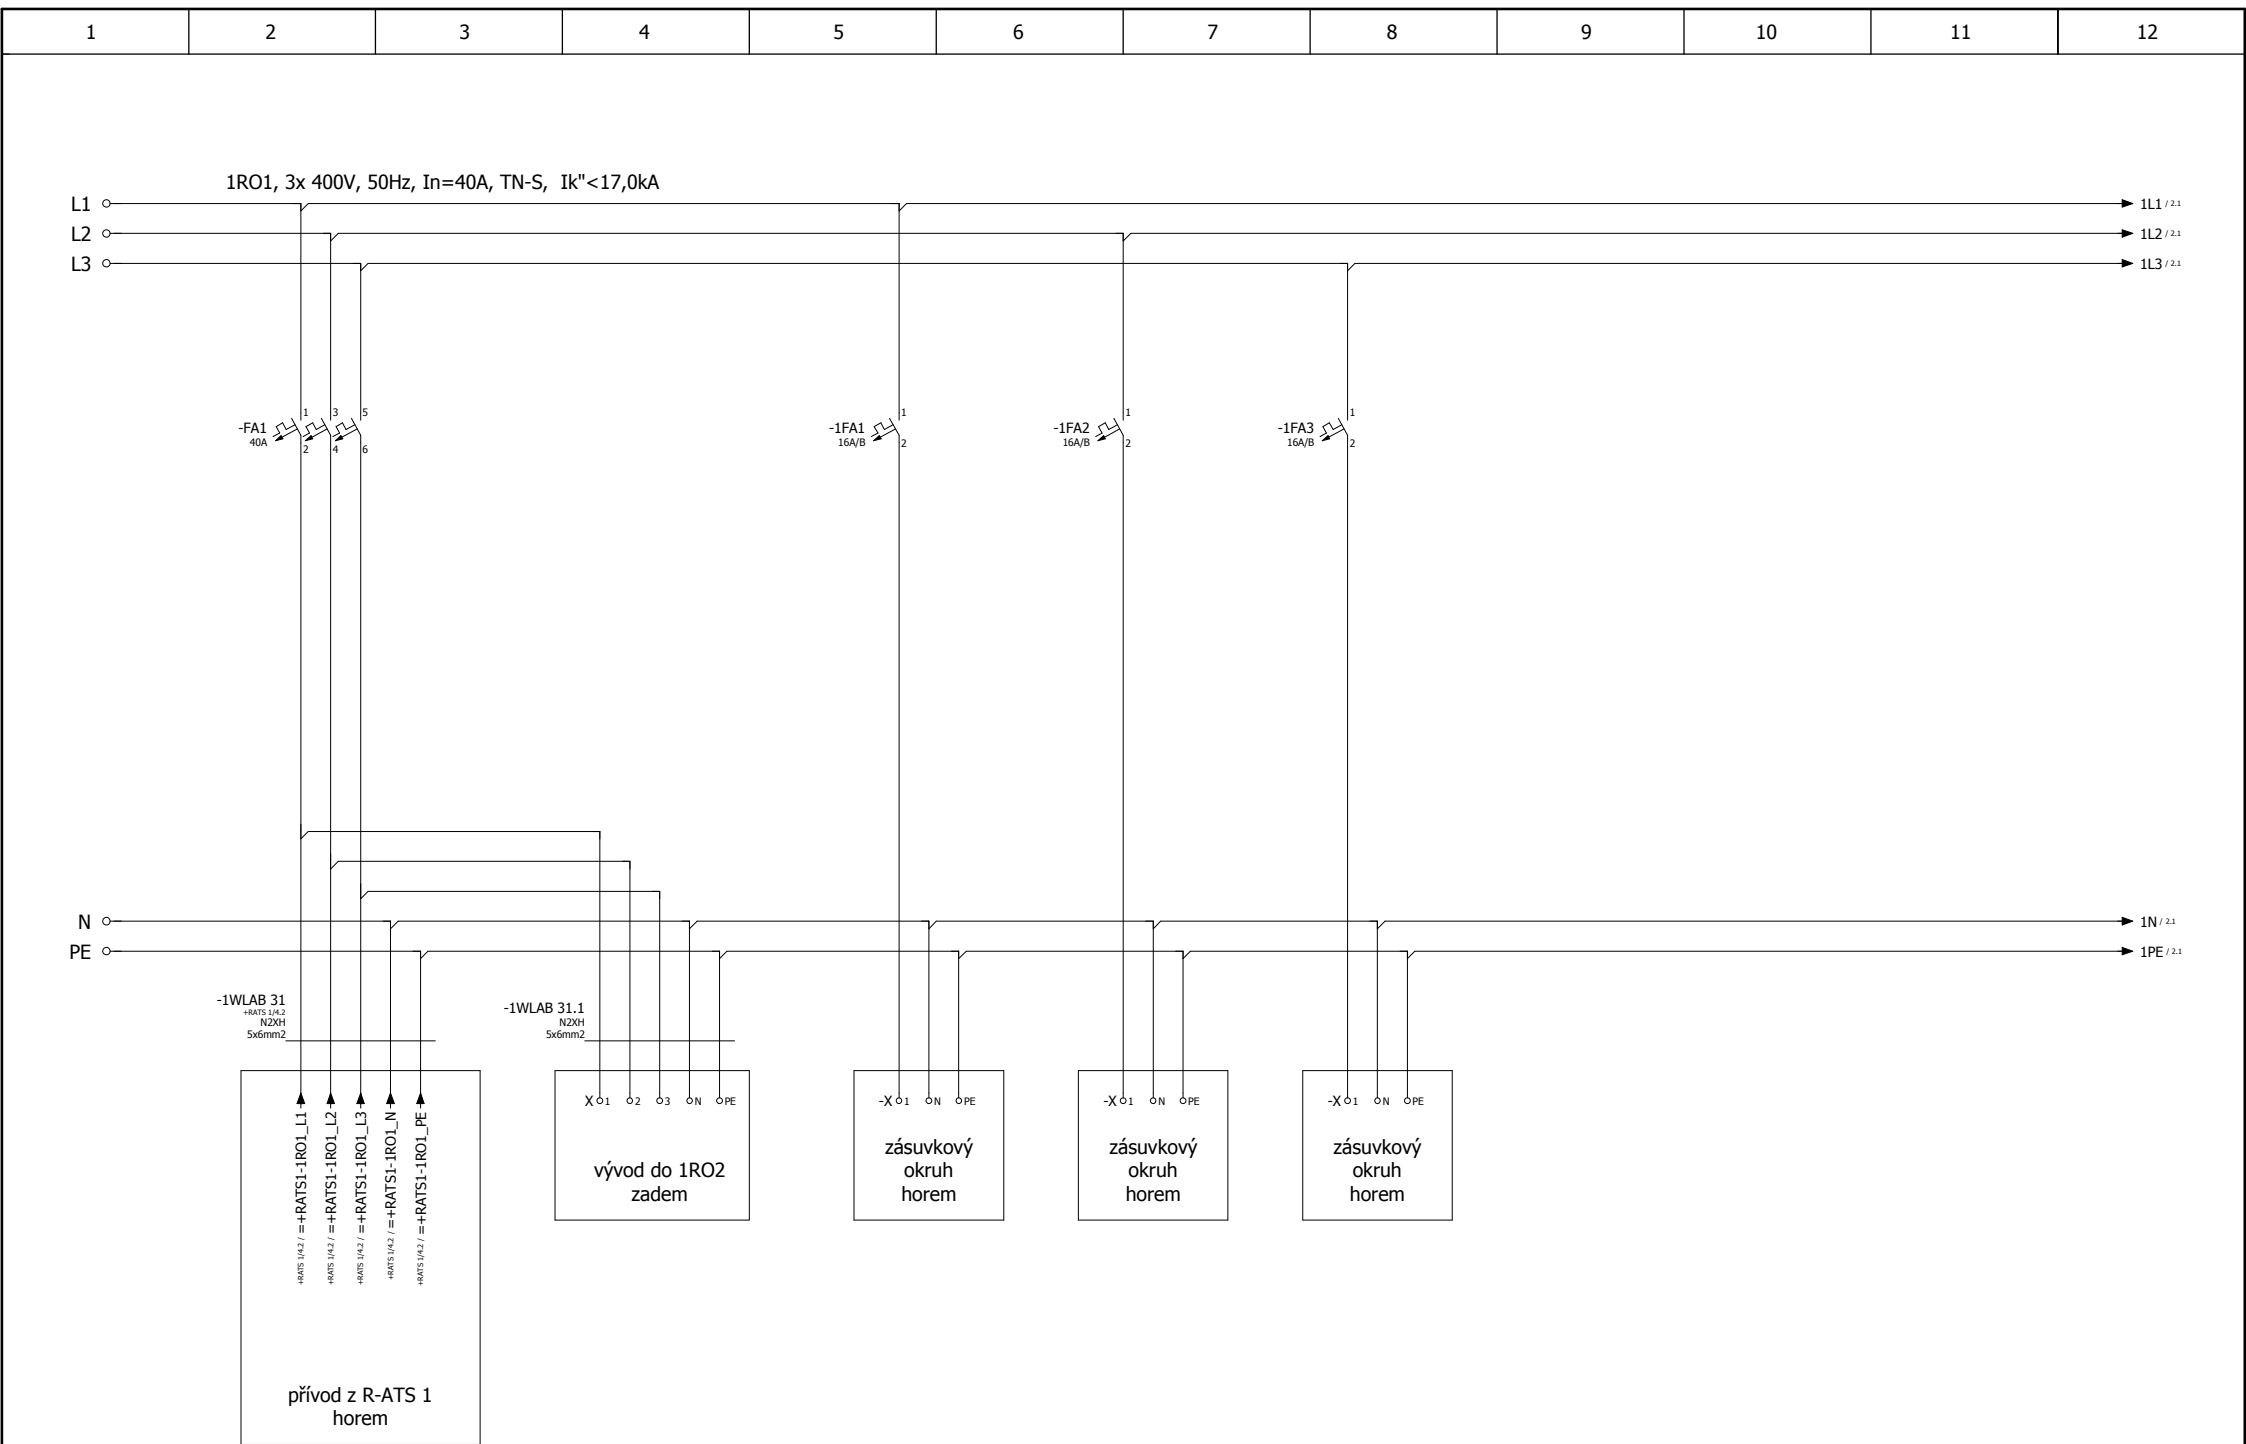 1 2 3 4 5 6 7 8 9 10 11 12
1RO1, 3x 400V, 50Hz, In=40A, TN-S, Ik"<17,0kA
L1 1L1 / 2.1
L2 1L2 / 2.1
L3 1L3 / 2.1
1 3 5 1 1 1
-FA1 -1FA1 -1FA2 -1FA3
40A 16A/B 16A/B 16A/B
2 4 6 2 2 2
N 1N / 2.1
PE 1PE / 2.1
-1WLAB 31
+RATS 1/4.2
N2XH
5x6mm2
-1WLAB 31.1
N2XH
5x6mm2
+RATS 1/4.2 / =+RATS1-1RO1_L1
+RATS 1/4.2 / =+RATS1-1RO1_L2
+RATS 1/4.2 / =+RATS1-1RO1_L3
+RATS 1/4.2 / =+RATS1-1RO1_N
+RATS 1/4.2 / =+RATS1-1RO1_PE
přívod z R-ATS 1
horem
X 1 2 3 N PE
vývod do 1RO2
zadem
-X 1 N PE
zásuvkový
okruh
horem
-X 1 N PE
zásuvkový
okruh
horem
-X 1 N PE
zásuvkový
okruh
horem